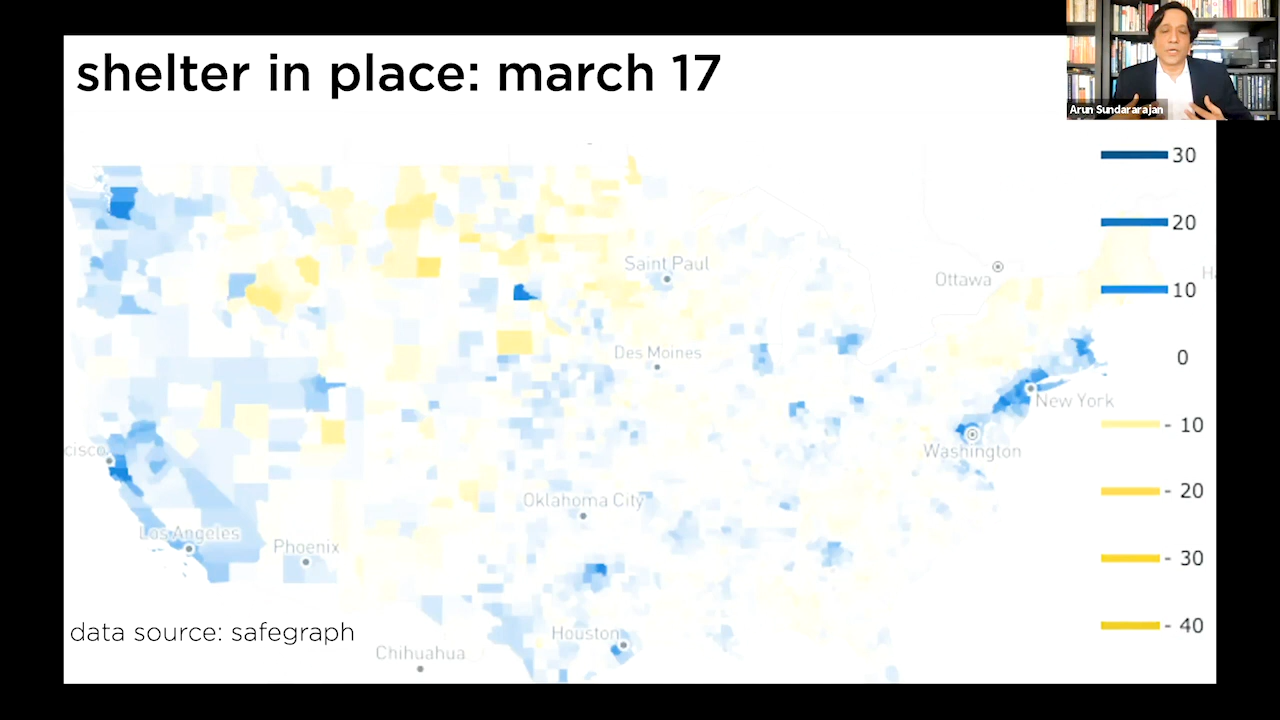 shelter in place: march 17
Arun Sundararajan
30
20
Saint Paul
Ottawa
10
Des Moines
0
New York
- 10
cisco
Washington
- 20
Oklahoma City
Los Angeles
Phoenix
- 30
data source: safegraph
Houston
- 40
Chihuahua